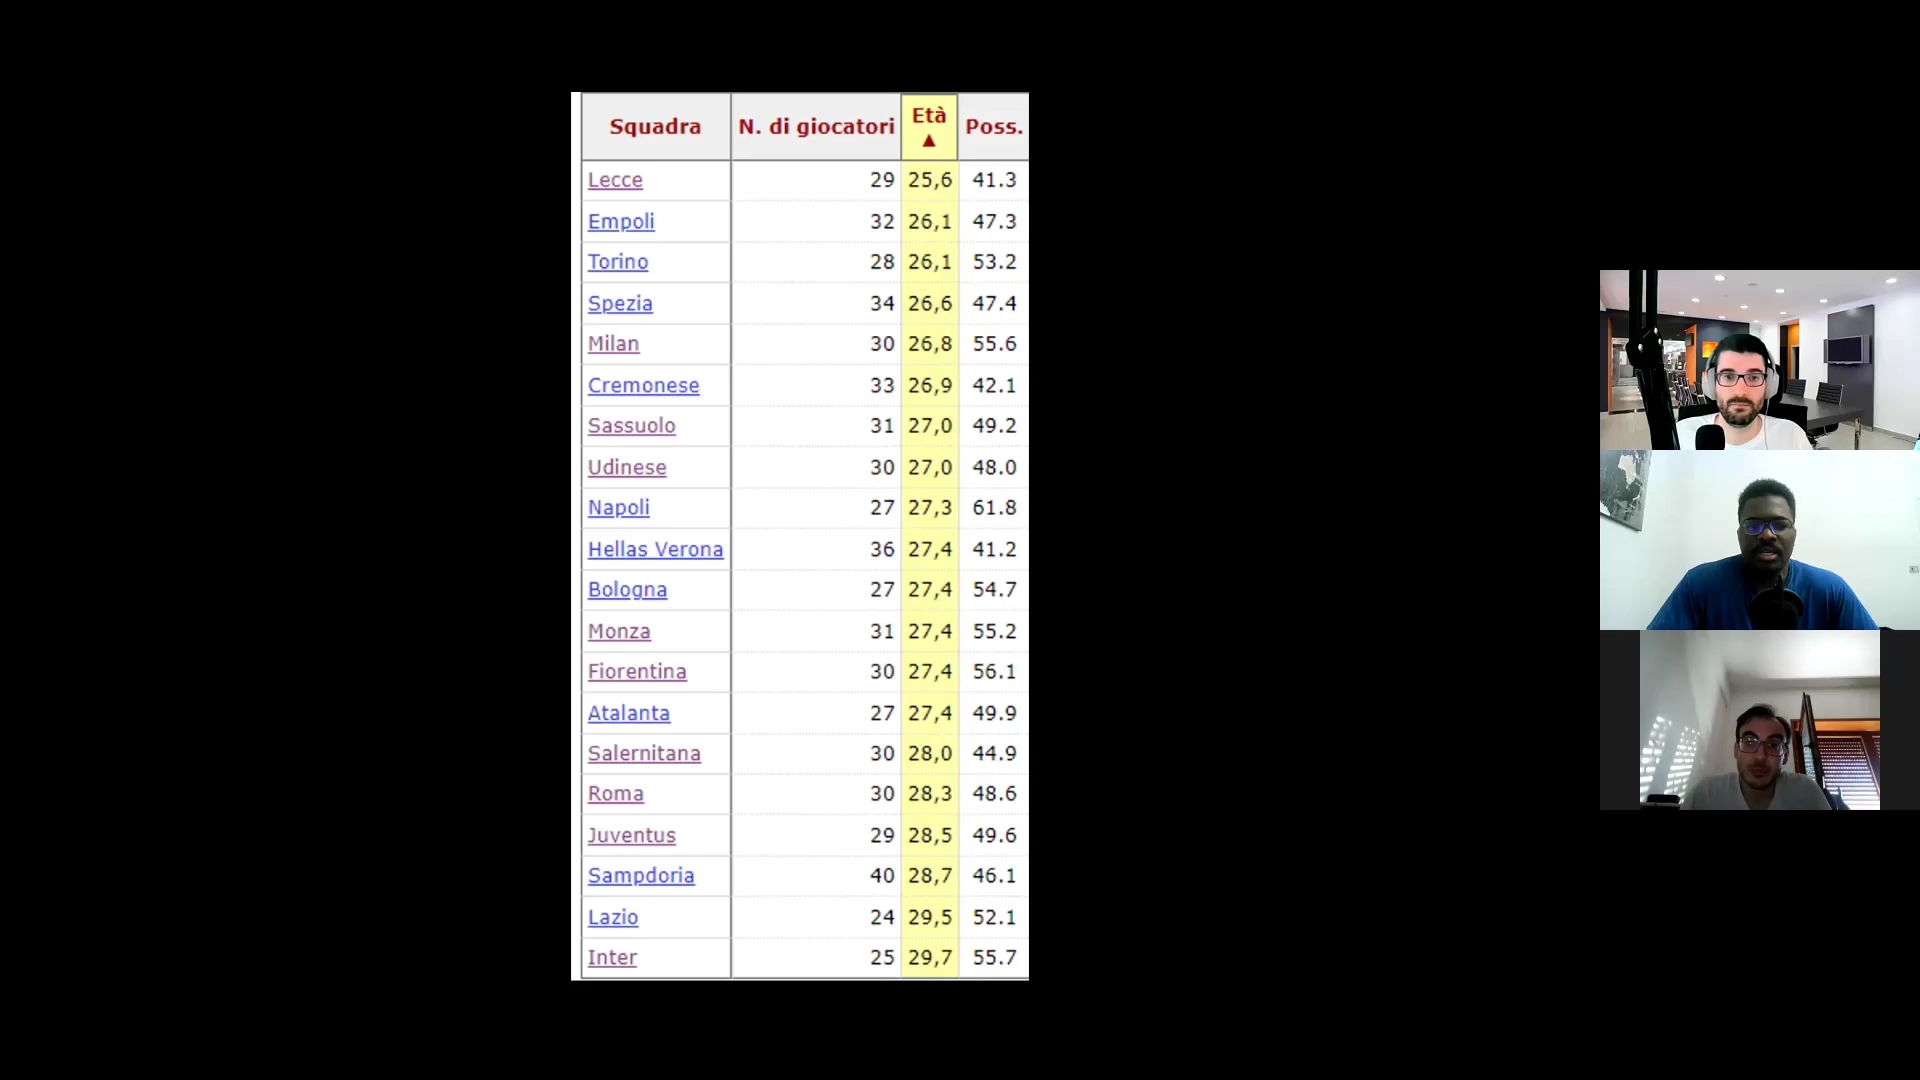 Squadra N. di giocatori Età ▲ Poss.
Lecce 29 25,6 41.3
Empoli 32 26,1 47.3
Torino 28 26,1 53.2
Spezia 34 26,6 47.4
Milan 30 26,8 55.6
Cremonese 33 26,9 42.1
Sassuolo 31 27,0 49.2
Udinese 30 27,0 48.0
Napoli 27 27,3 61.8
Hellas Verona 36 27,4 41.2
Bologna 27 27,4 54.7
Monza 31 27,4 55.2
Fiorentina 30 27,4 56.1
Atalanta 27 27,4 49.9
Salernitana 30 28,0 44.9
Roma 30 28,3 48.6
Juventus 29 28,5 49.6
Sampdoria 40 28,7 46.1
Lazio 24 29,5 52.1
Inter 25 29,7 55.7